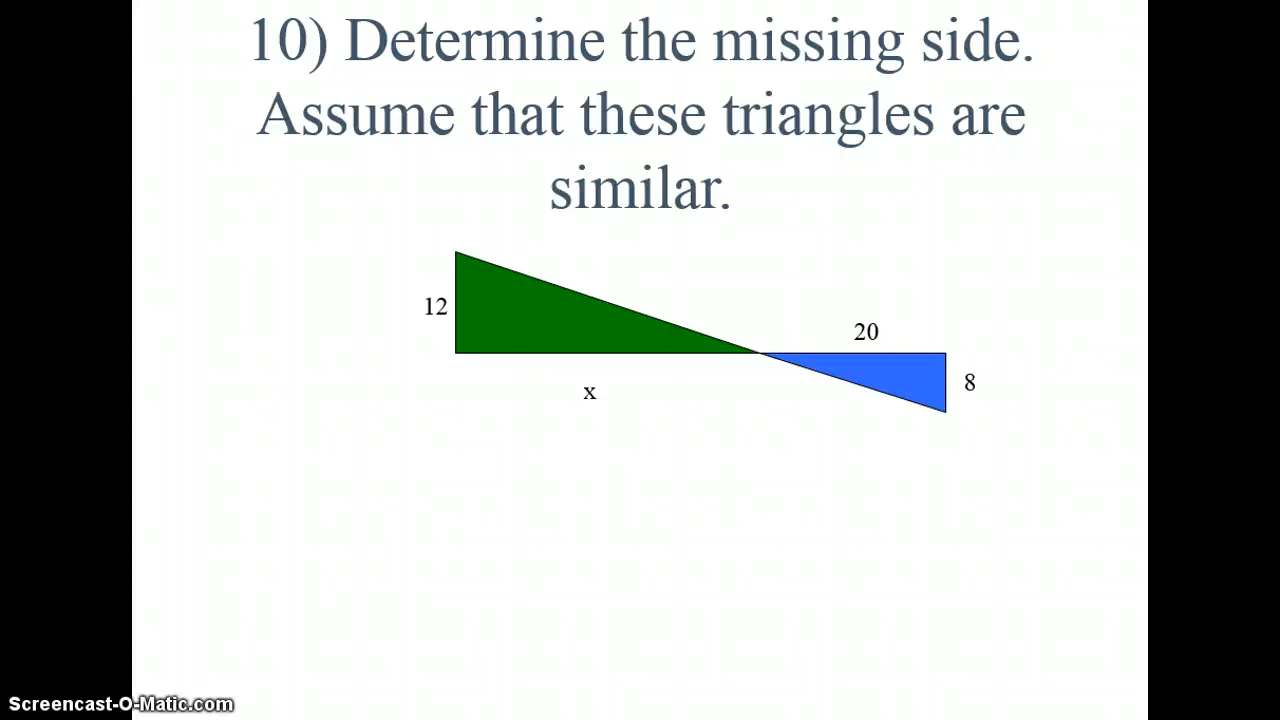 10) Determine the missing side.
Assume that these triangles are
similar.
12
20
8
x
Screencast-O-Matic.com